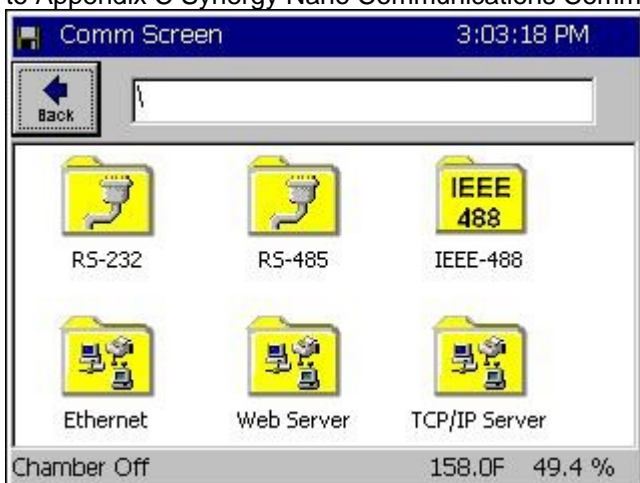 to Appendix C Synergy Nano Communications Comm
Comm Screen 3:03:18 PM
Back \
IEEE 488
RS-232 RS-485 IEEE-488
Ethernet Web Server TCP/IP Server
Chamber Off 158.0F 49.4 %